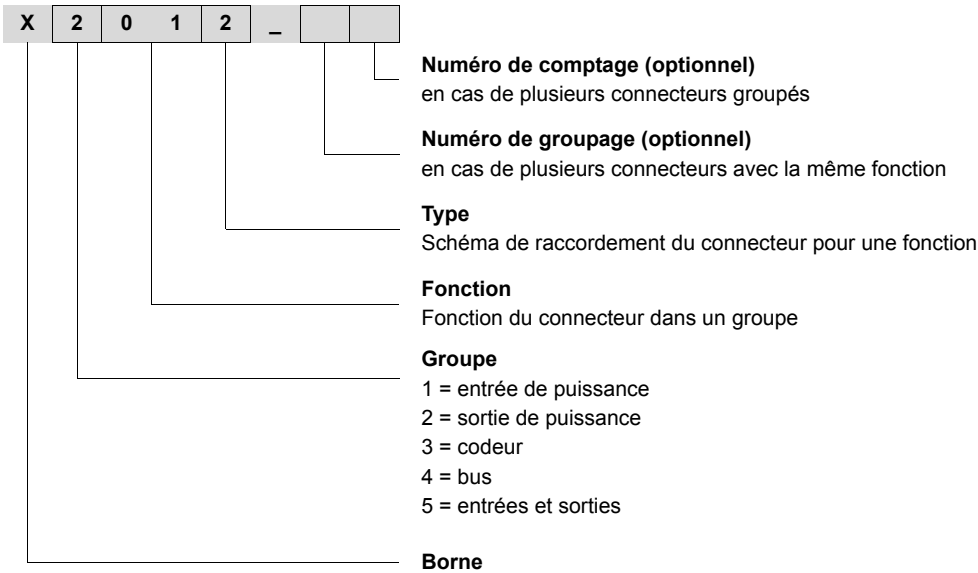 X 2 0 1 2 _
Numéro de comptage (optionnel)
en cas de plusieurs connecteurs groupés
Numéro de groupage (optionnel)
en cas de plusieurs connecteurs avec la même fonction
Type
Schéma de raccordement du connecteur pour une fonction
Fonction
Fonction du connecteur dans un groupe
Groupe
1 = entrée de puissance
2 = sortie de puissance
3 = codeur
4 = bus
5 = entrées et sorties
Borne